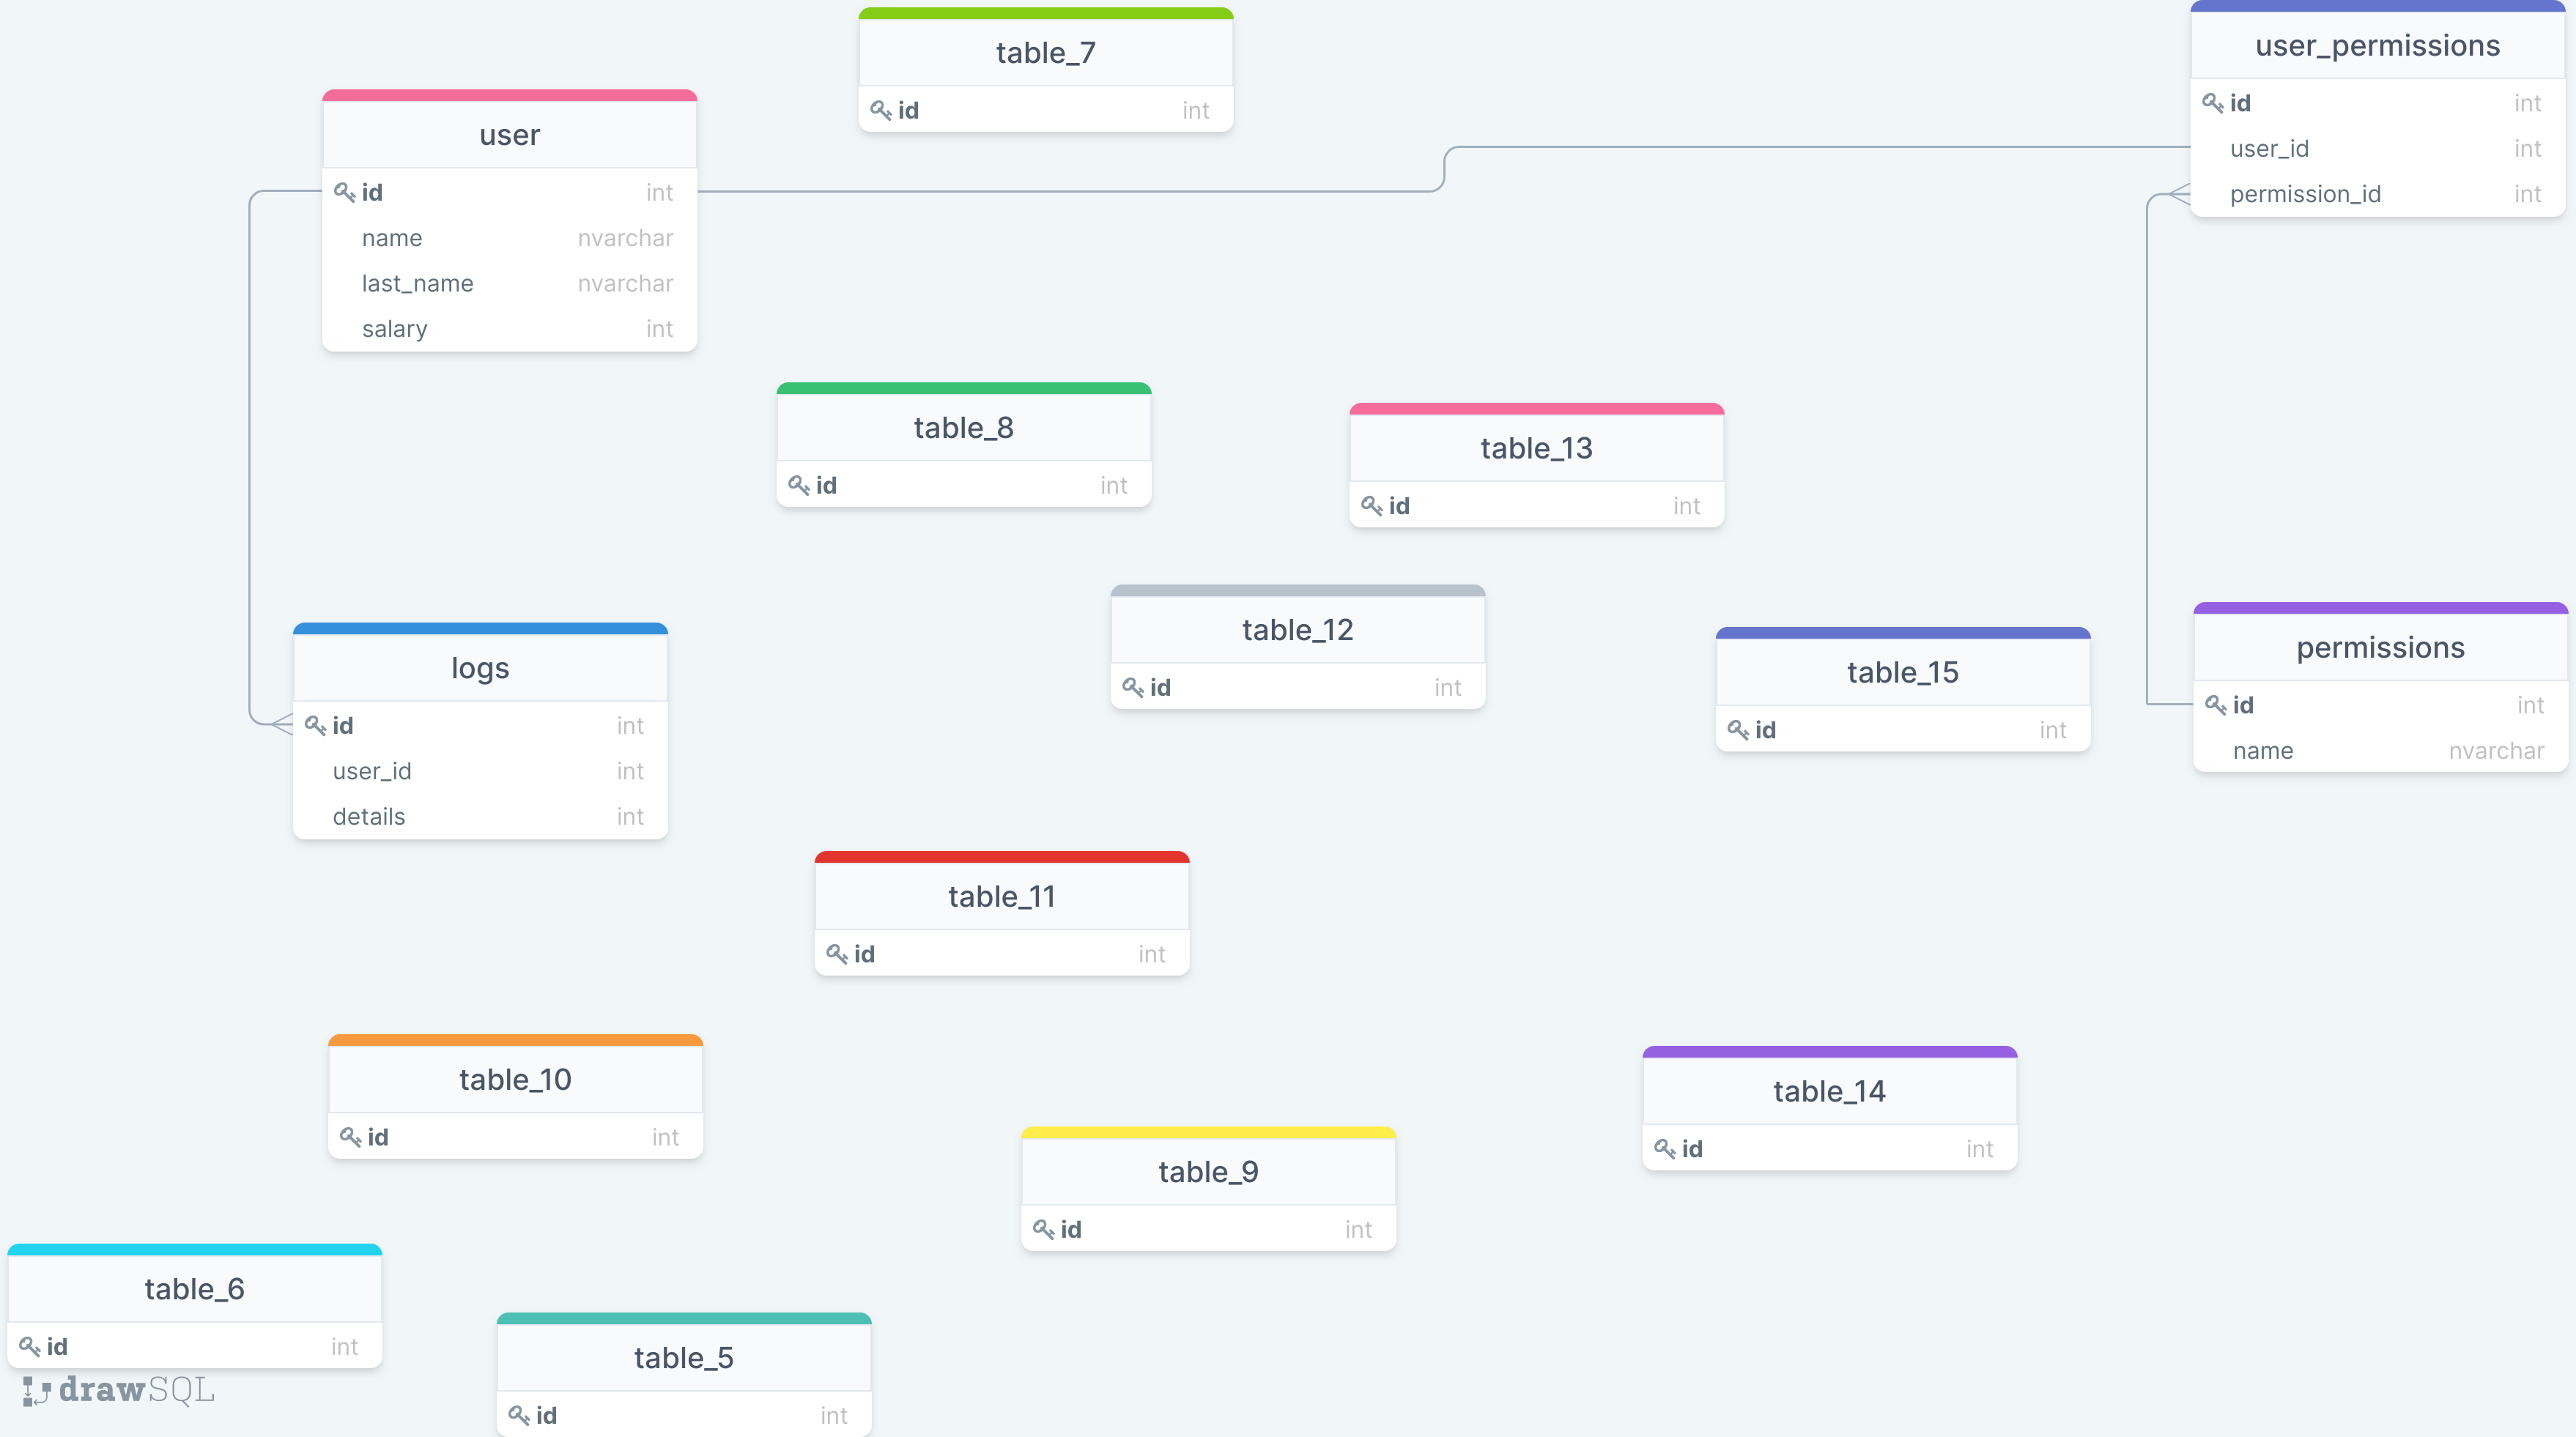 table_7
id int
user_permissions
id int
user_id int
permission_id int
user
id int
name nvarchar
last_name nvarchar
salary int
table_8
id int
table_13
id int
table_12
id int
logs
id int
user_id int
details int
table_15
id int
permissions
id int
name nvarchar
table_11
id int
table_10
id int
table_14
id int
table_9
id int
table_6
id int
table_5
id int
drawSQL